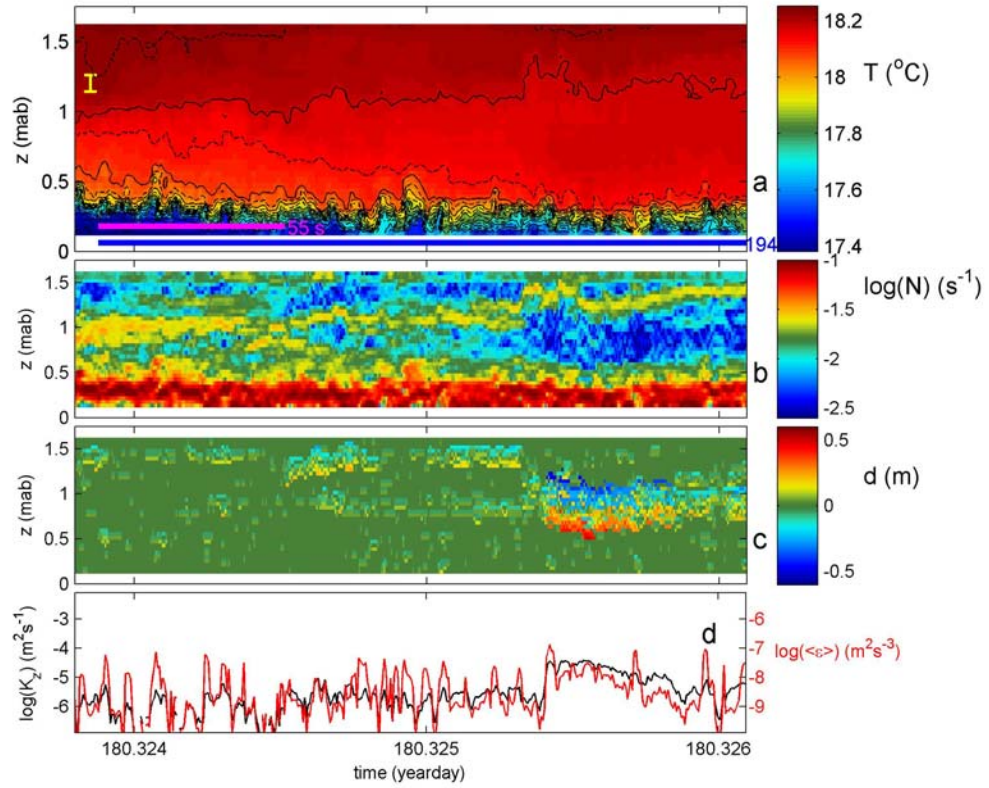 1.5
1
0.5
0
z (mab)
55 s
194
a
18.2
18
17.8
17.6
17.4
T (°C)
1.5
1
0.5
0
z (mab)
b
-1
-1.5
-2
-2.5
log(N) (s⁻¹)
1.5
1
0.5
0
z (mab)
c
0.5
0
-0.5
d (m)
-3
-4
-5
-6
log(K_z) (m²s⁻¹)
d
-6
-7
-8
-9
log(<ε>) (m²s⁻³)
180.324
180.325
180.326
time (yearday)